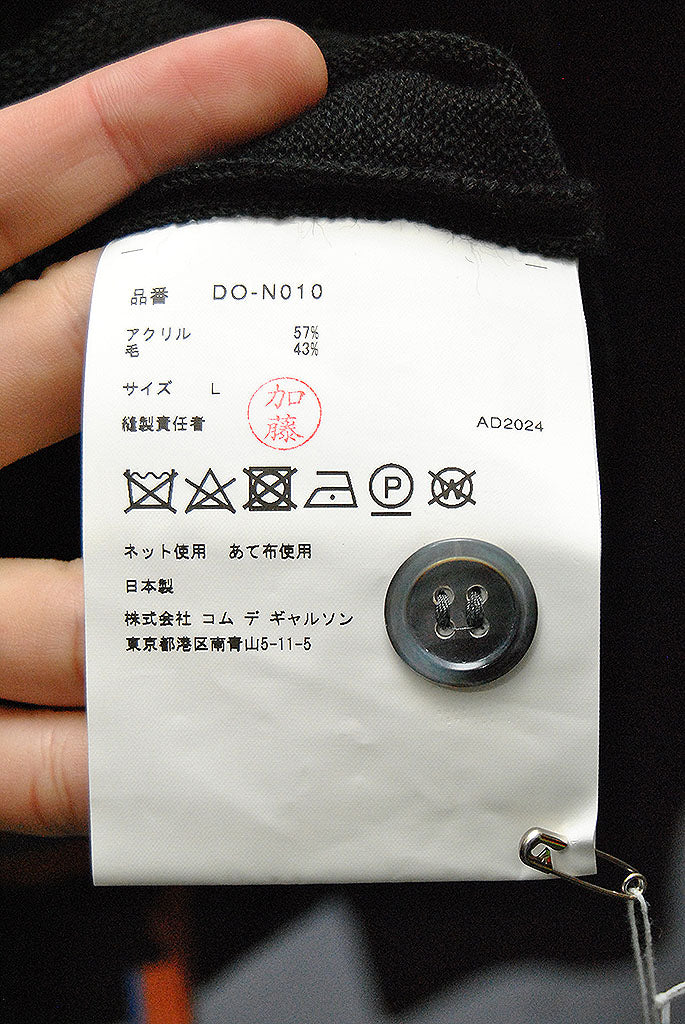 品番 DO-N010
アクリル 57%
毛 43%
サイズ L
加藤
縫製責任者 AD2024
P W
ネット使用 あて布使用
日本製
株式会社 コム デ ギャルソン
東京都港区南青山5-11-5